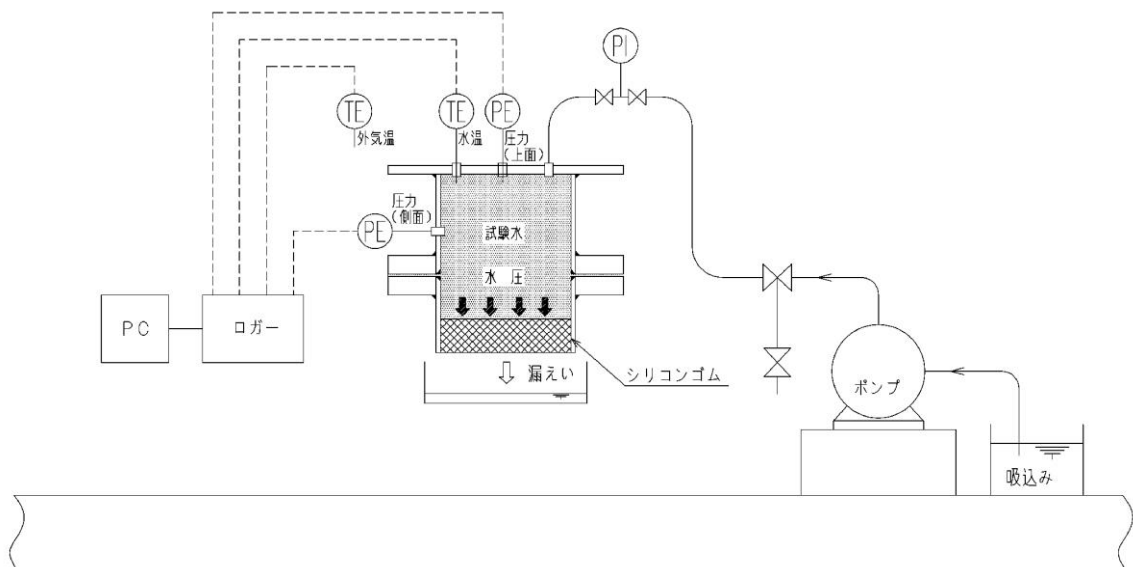 PI
TE
外気温
TE
水温
PE
圧力
(上面)
圧力
(側面)
PE
試験水
水 圧
PC
ロガー
漏えい
シリコンゴム
ポンプ
吸込み